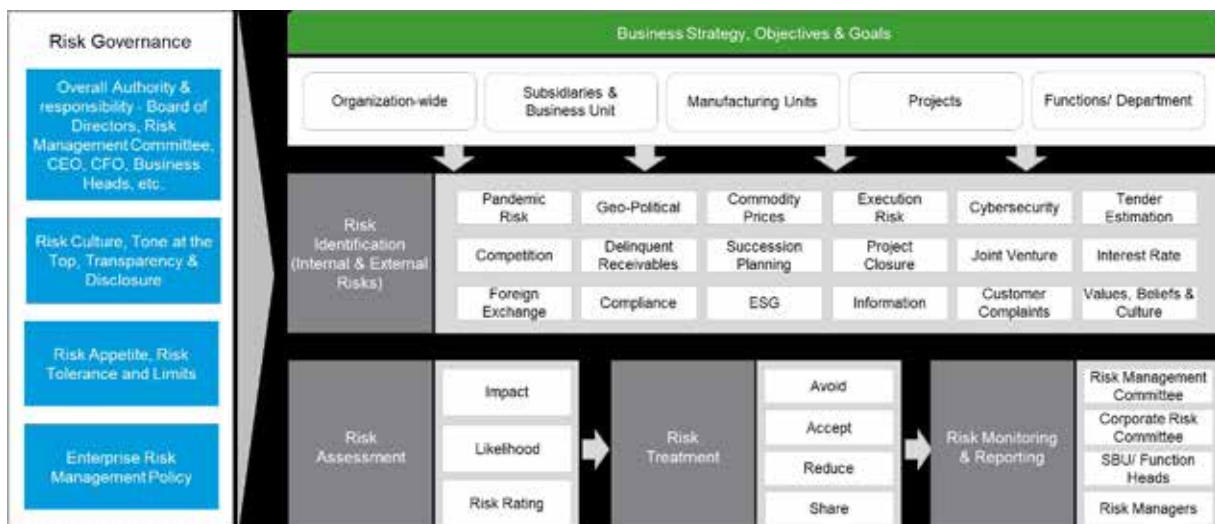 Risk Governance
Overall Authority &
responsibility - Board of
Directors, Risk
Management Committee,
CEO, CFO, Business
Heads, etc.
Risk Culture, Tone at the
Top, Transparency &
Disclosure
Risk Appetite, Risk
Tolerance and Limits
Enterprise Risk
Management Policy
Business Strategy, Objectives & Goals
Organization-wide
Subsidiaries &
Business Unit
Manufacturing Units
Projects
Functions/ Department
Risk
Identification
(Internal & External
Risks)
Pandemic
Risk
Geo-Political
Commodity
Prices
Execution
Risk
Cybersecurity
Tender
Estimation
Competition
Delinquent
Receivables
Succession
Planning
Project
Closure
Joint Venture
Interest Rate
Foreign
Exchange
Compliance
ESG
Information
Customer
Complaints
Values, Beliefs &
Culture
Risk
Assessment
Impact
Likelihood
Risk Rating
Risk
Treatment
Avoid
Accept
Reduce
Share
Risk Monitoring
& Reporting
Risk Management
Committee
Corporate Risk
Committee
SBU/ Function
Heads
Risk Managers